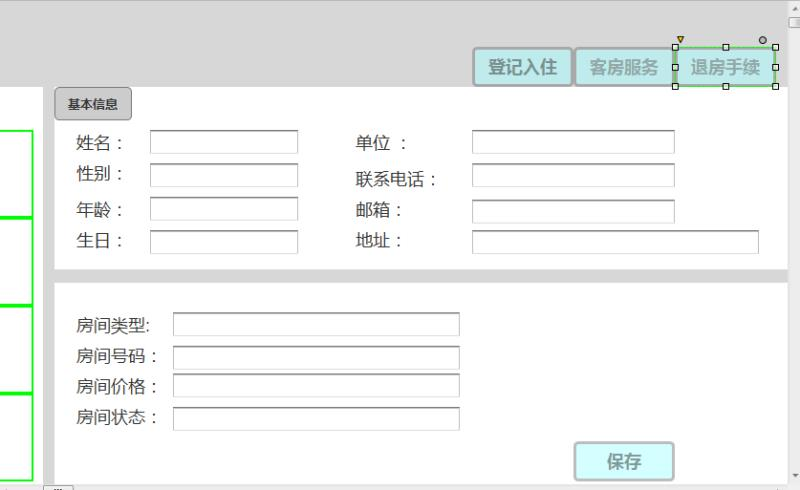 登记入住 客房服务 退房手续
基本信息
姓名： 单位 ：
性别： 联系电话：
年龄： 邮箱：
生日： 地址：
房间类型:
房间号码：
房间价格：
房间状态：
保存